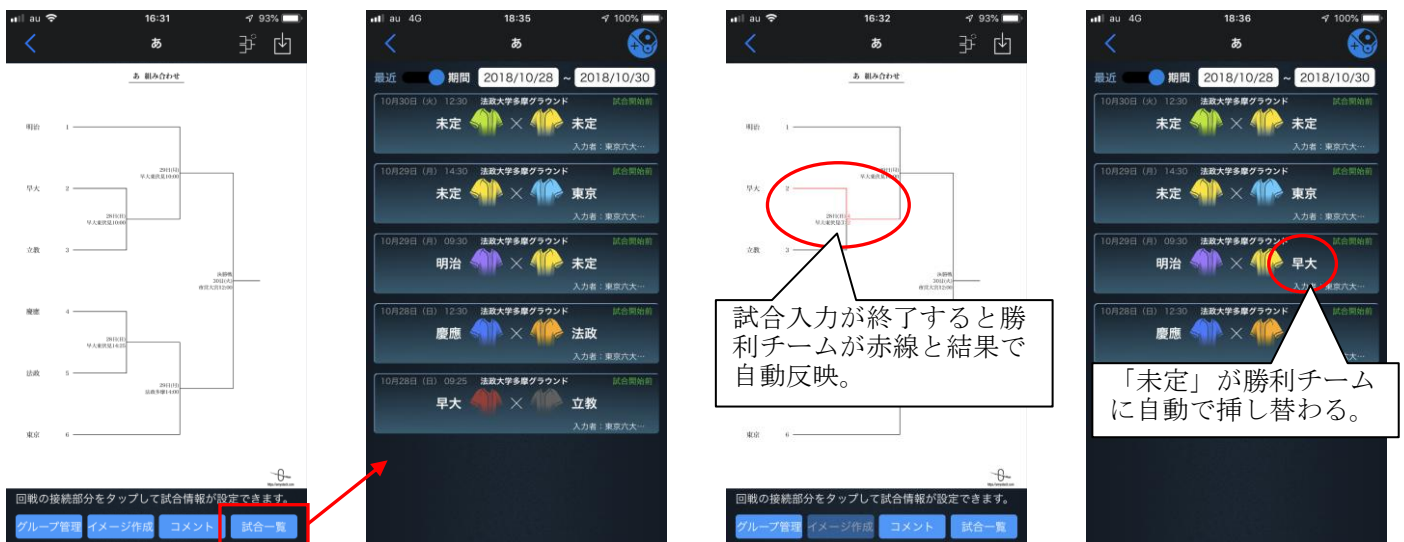 au 16:31 93%
あ
あ 組み合わせ
明治 1
早大 2
立教 3
決勝戦
慶應 4
法政 5
東京 6
回戦の接続部分をタップして試合情報が設定できます。
グループ管理 イメージ作成 コメント 試合一覧
au 4G 18:35 100%
あ
最近 期間 2018/10/28 ~ 2018/10/30
10月30日（火） 12:30 法政大学多摩グラウンド 試合開始前
未定 × 未定
入力者：東京六大…
10月29日（月） 14:30 法政大学多摩グラウンド 試合開始前
未定 × 東京
入力者：東京六大…
10月29日（月） 09:30 法政大学多摩グラウンド 試合開始前
明治 × 未定
入力者：東京六大…
10月28日（日） 12:30 法政大学多摩グラウンド 試合開始前
慶應 × 法政
入力者：東京六大…
10月28日（日） 09:25 法政大学多摩グラウンド 試合開始前
早大 × 立教
入力者：東京六大…
au 16:32 93%
あ
あ 組み合わせ
明治 1
早大 2
立教 3
試合入力が終了すると勝
利チームが赤線と結果で
自動反映。
東京 6
回戦の接続部分をタップして試合情報が設定できます。
グループ管理 イメージ作成 コメント 試合一覧
au 4G 18:36 100%
あ
最近 期間 2018/10/28 ~ 2018/10/30
10月30日（火） 12:30 法政大学多摩グラウンド 試合開始前
未定 × 未定
入力者：東京六大…
10月29日（月） 14:30 法政大学多摩グラウンド 試合開始前
未定 × 東京
入力者：東京六大…
10月29日（月） 09:30 法政大学多摩グラウンド 試合開始前
明治 × 早大
入力者：東京六大…
10月28日（日） 12:30 法政大学多摩グラウンド 試合開始前
慶應 ×
「未定」が勝利チーム
に自動で挿し替わる。